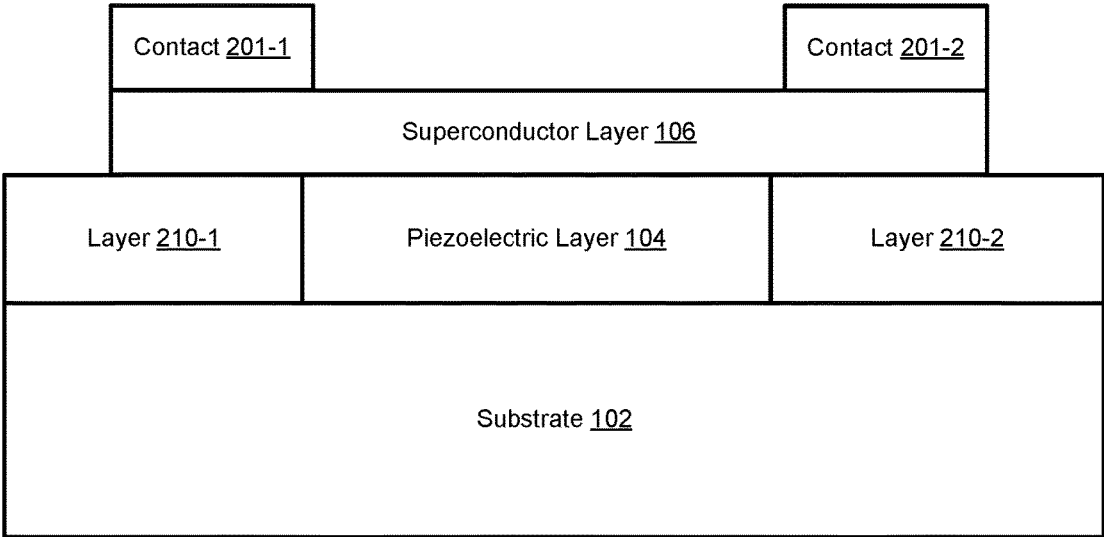 Contact 201-1
Contact 201-2
Superconductor Layer 106
Layer 210-1
Piezoelectric Layer 104
Layer 210-2
Substrate 102